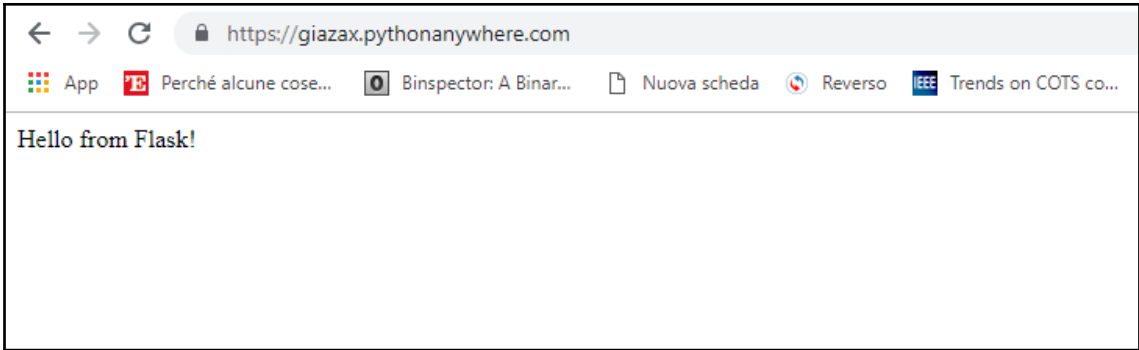 https://giazax.pythonanywhere.com
App Perché alcune cose... Binspector: A Binar... Nuova scheda Reverso IEEE Trends on COTS co...
Hello from Flask!